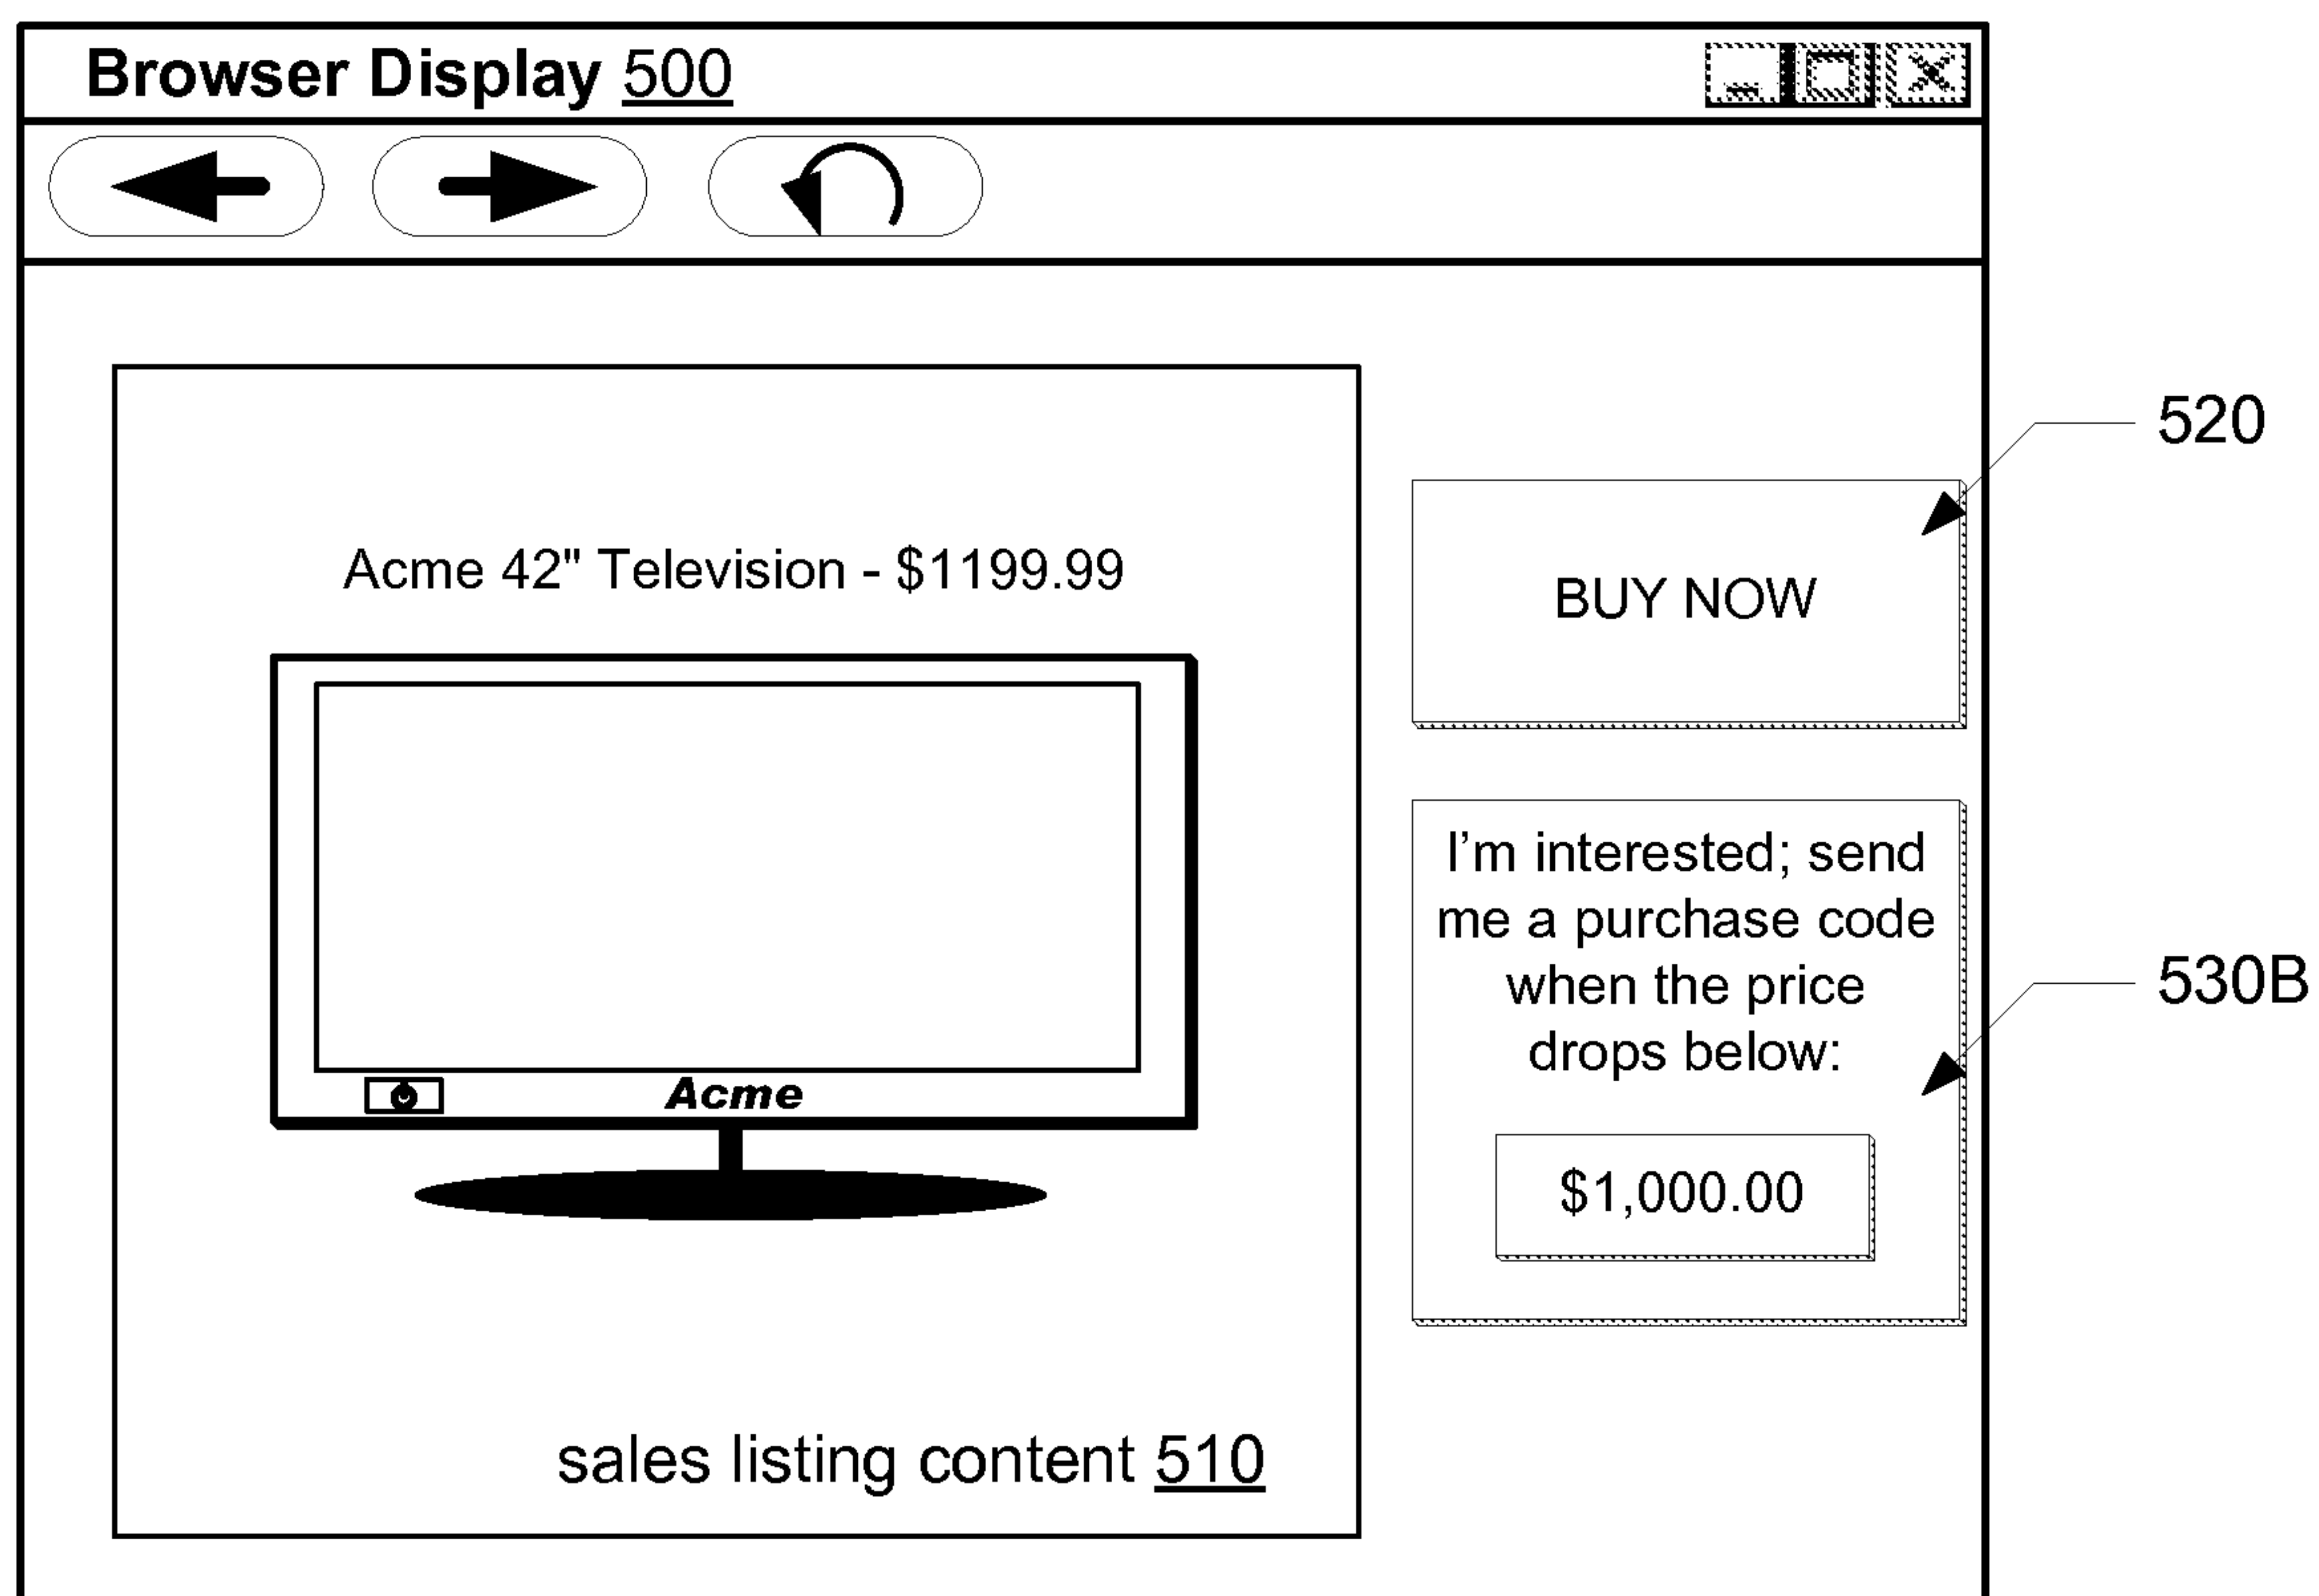 Browser Display 500
520
Acme 42" Television - $1199.99
BUY NOW
I'm interested; send
me a purchase code
when the price
drops below:
530B
Acme
$1,000.00
sales listing content 510